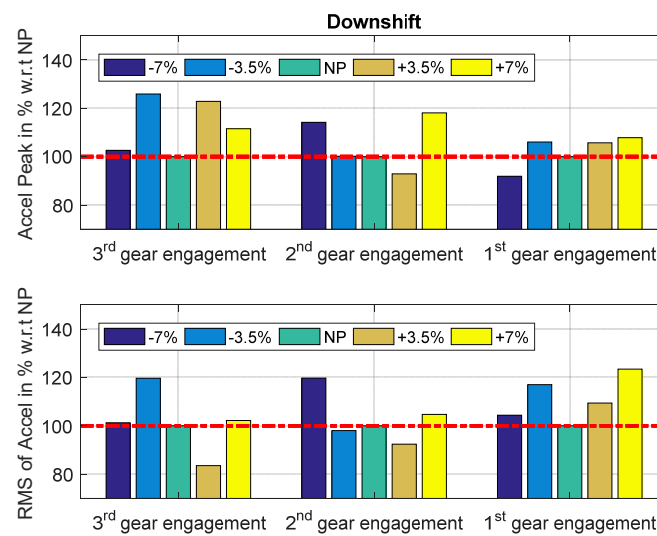 Downshift
Accel Peak in % w.r.t NP
140
120
100
80
-7% -3.5% NP +3.5% +7%
3rd gear engagement 2nd gear engagement 1st gear engagement
RMS of Accel in % w.r.t NP
140
120
100
80
-7% -3.5% NP +3.5% +7%
3rd gear engagement 2nd gear engagement 1st gear engagement